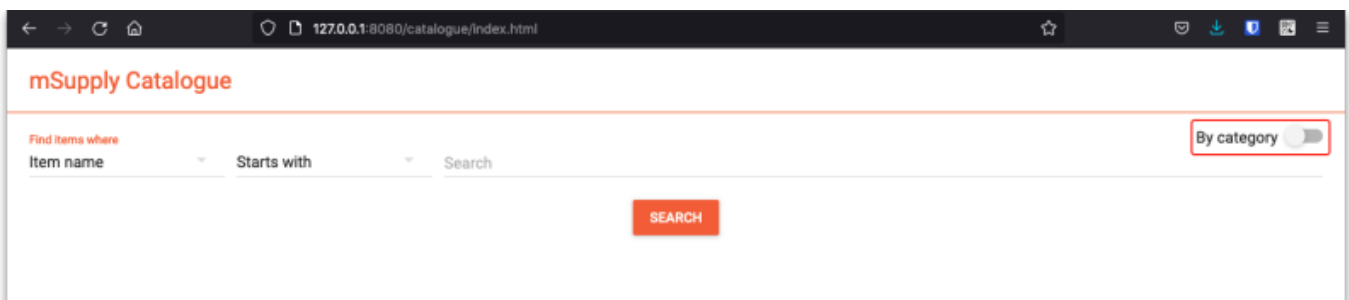 127.0.0.1:8080/catalogue/index.html
mSupply Catalogue
By category
Find items where
Item name Starts with Search
SEARCH